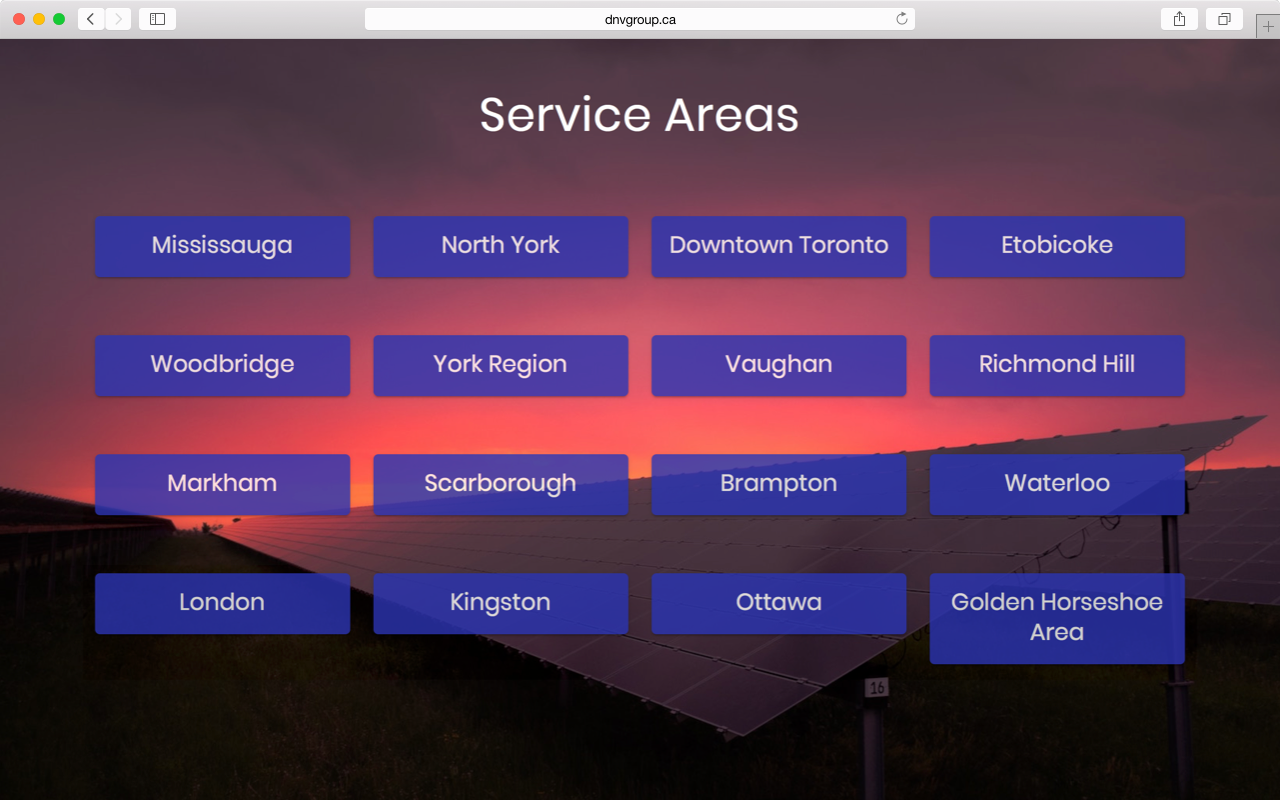 dnvgroup.ca
Service Areas
Mississauga
North York
Downtown Toronto
Etobicoke
Woodbridge
York Region
Vaughan
Richmond Hill
Markham
Scarborough
Brampton
Waterloo
London
Kingston
Ottawa
Golden Horseshoe
Area
16